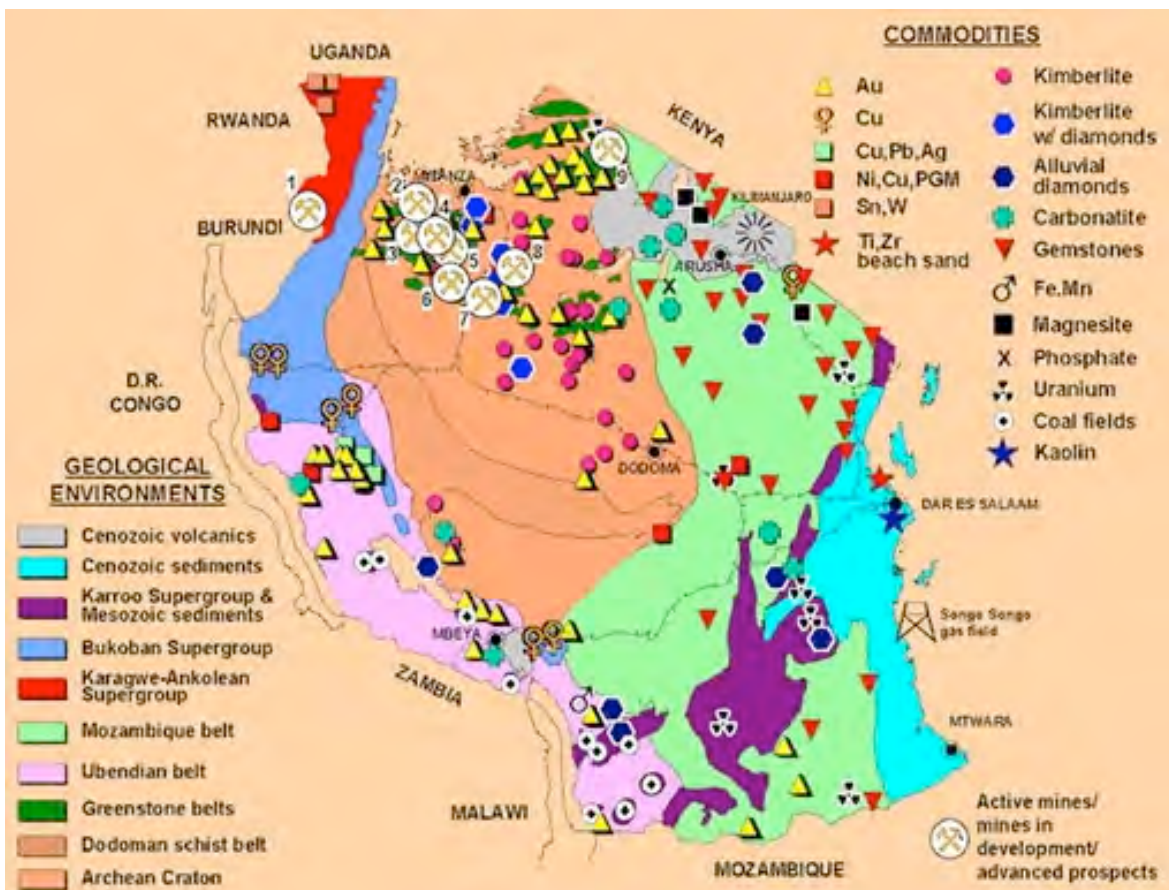 COMMODITIES
Au
Cu
Cu,Pb,Ag
Ni,Cu,PGM
Sn,W
Ti,Zr
beach sand
Kimberlite
Kimberlite
w/ diamonds
Alluvial
diamonds
Carbonatite
Gemstones
Fe.Mn
Magnesite
Phosphate
Uranium
Coal fields
Kaolin
UGANDA
RWANDA
BURUNDI
KENYA
D.R.
CONGO
ZAMBIA
MALAWI
MOZAMBIQUE
KILIMANJARO
ARUSHA
DODOMA
DAR ES SALAAM
MBEYA
MTWARA
Songo Songo
gas field
1
2
3
4
5
6
7
8
9
GEOLOGICAL
ENVIRONMENTS
Cenozoic volcanics
Cenozoic sediments
Karroo Supergroup &
Mesozoic sediments
Bukoban Supergroup
Karagwe-Ankolean
Supergroup
Mozambique belt
Ubendian belt
Greenstone belts
Dodoman schist belt
Archean Craton
Active mines/
mines in
development/
advanced prospects